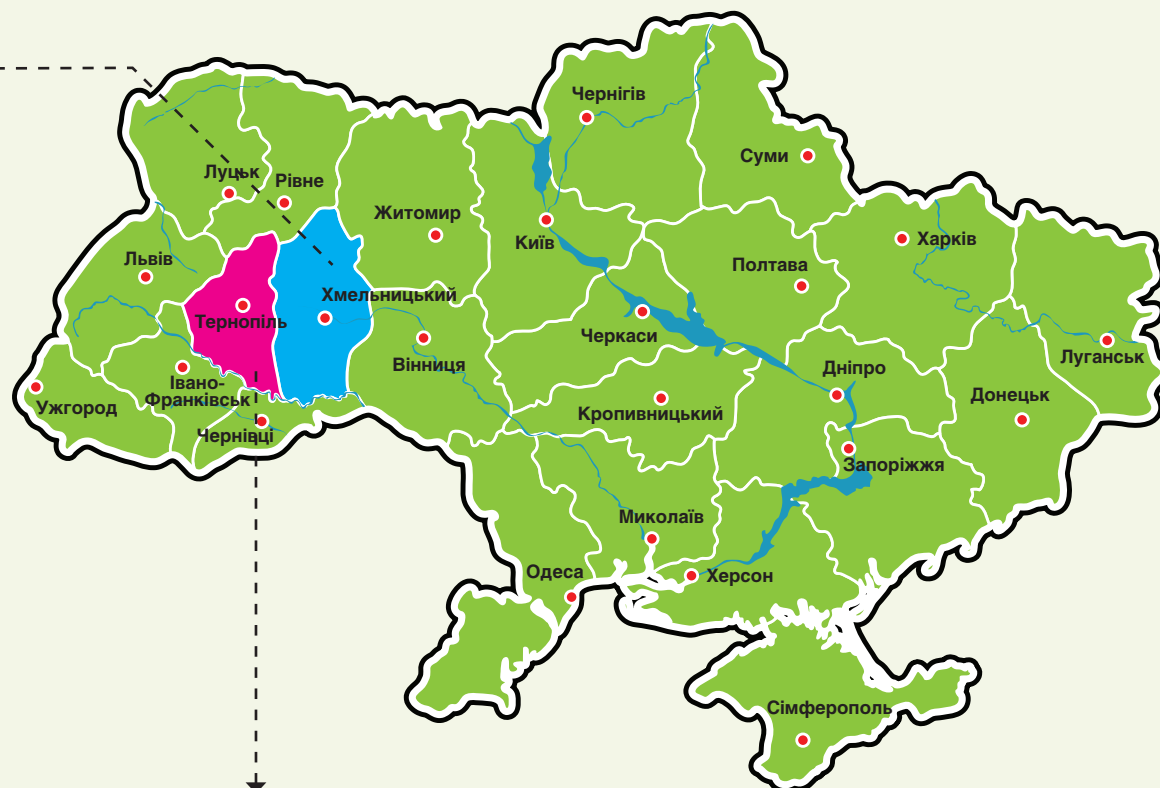 Чернігів
Суми
Луцьк
Рівне
Житомир
Київ
Харків
Львів
Полтава
Хмельницький
Тернопіль
Черкаси
Вінниця
Луганськ
Дніпро
Івано-
Франківськ
Донецьк
Ужгород
Кропивницький
Чернівці
Запоріжжя
Миколаїв
Одеса
Херсон
Сімферополь